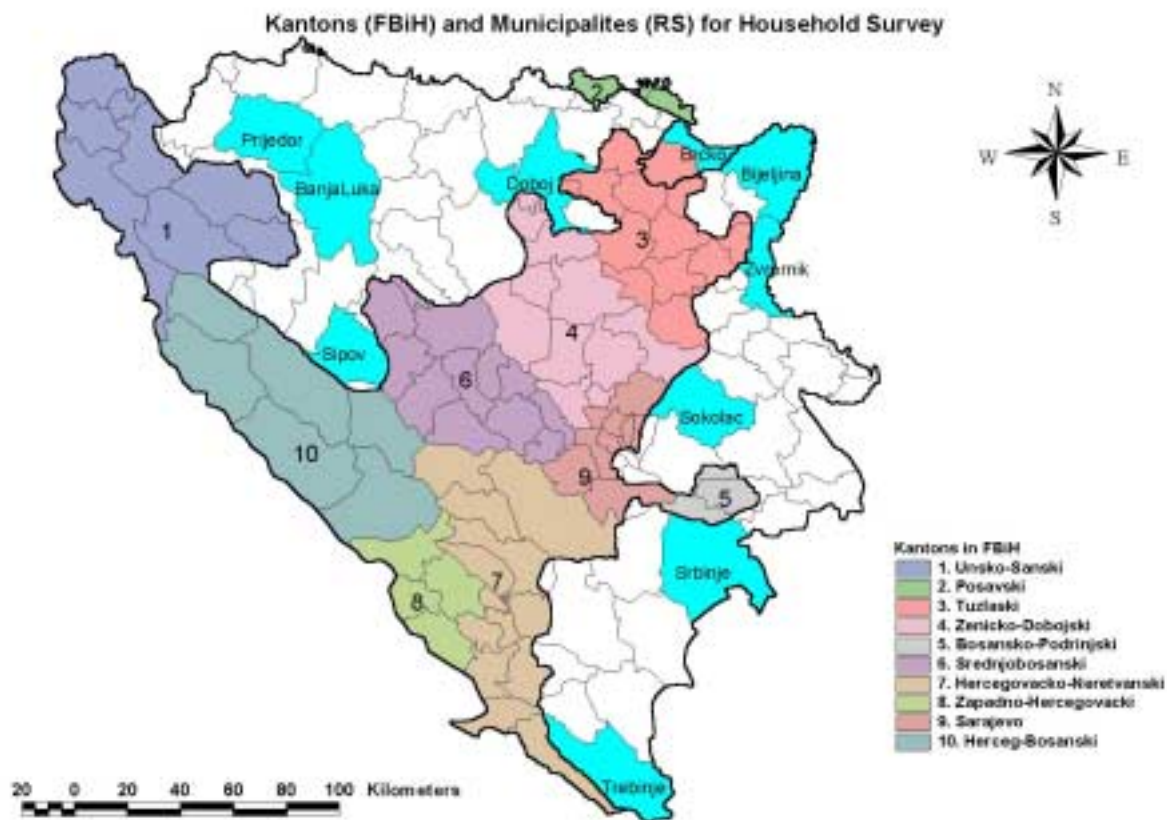 Kantons (FBiH) and Municipalites (RS) for Household Survey
N
W E
S
2
Prijedor
BanjaLuka
Doboj
Brcko
Bijeljina
1
3
Zvornik
4
Sipov
6
Sokolac
10
9
5
Srbinje
7
8
Trebinje
Kantons in FBiH
1. Unsko-Sanski
2. Posavski
3. Tuzlaski
4. Zenicko-Dobojski
5. Bosansko-Podrinjski
6. Srednjobosanski
7. Hercegovacko-Neretvanski
8. Zapadno-Hercegovacki
9. Sarajevo
10. Herceg-Bosanski
20 0 20 40 60 80 100 Kilometers